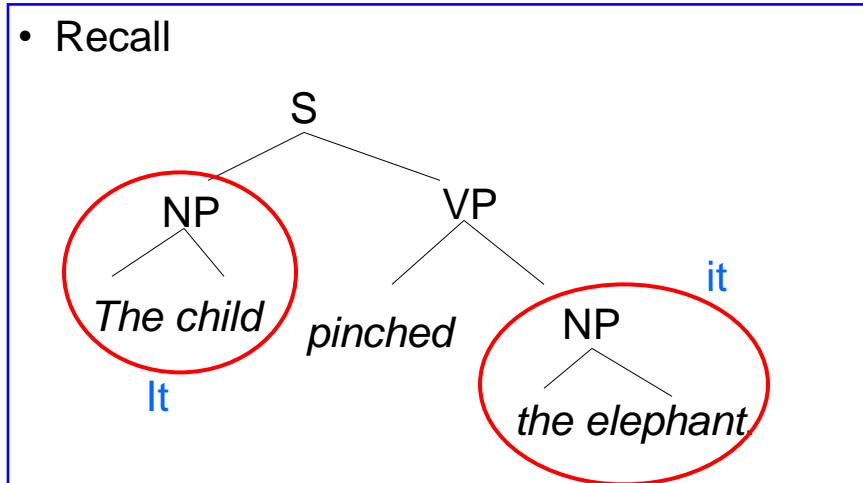 • Recall
S
NP VP
it
The child pinched NP
It
the elephant.